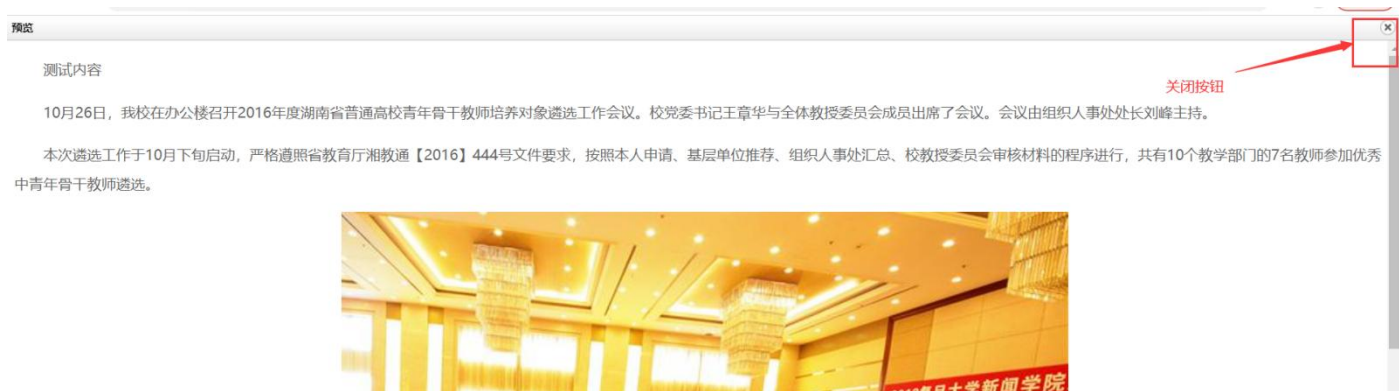 预览
测试内容
关闭按钮
10月26日，我校在办公楼召开2016年度湖南省普通高校青年骨干教师培养对象遴选工作会议。校党委书记王章华与全体教授委员会成员出席了会议。会议由组织人事处处长刘峰主持。
本次遴选工作于10月下旬启动，严格遵照省教育厅湘教通【2016】444号文件要求，按照本人申请、基层单位推荐、组织人事处汇总、校教授委员会审核材料的程序进行，共有10个教学部门的7名教师参加优秀
中青年骨干教师遴选。
大学新闻学院